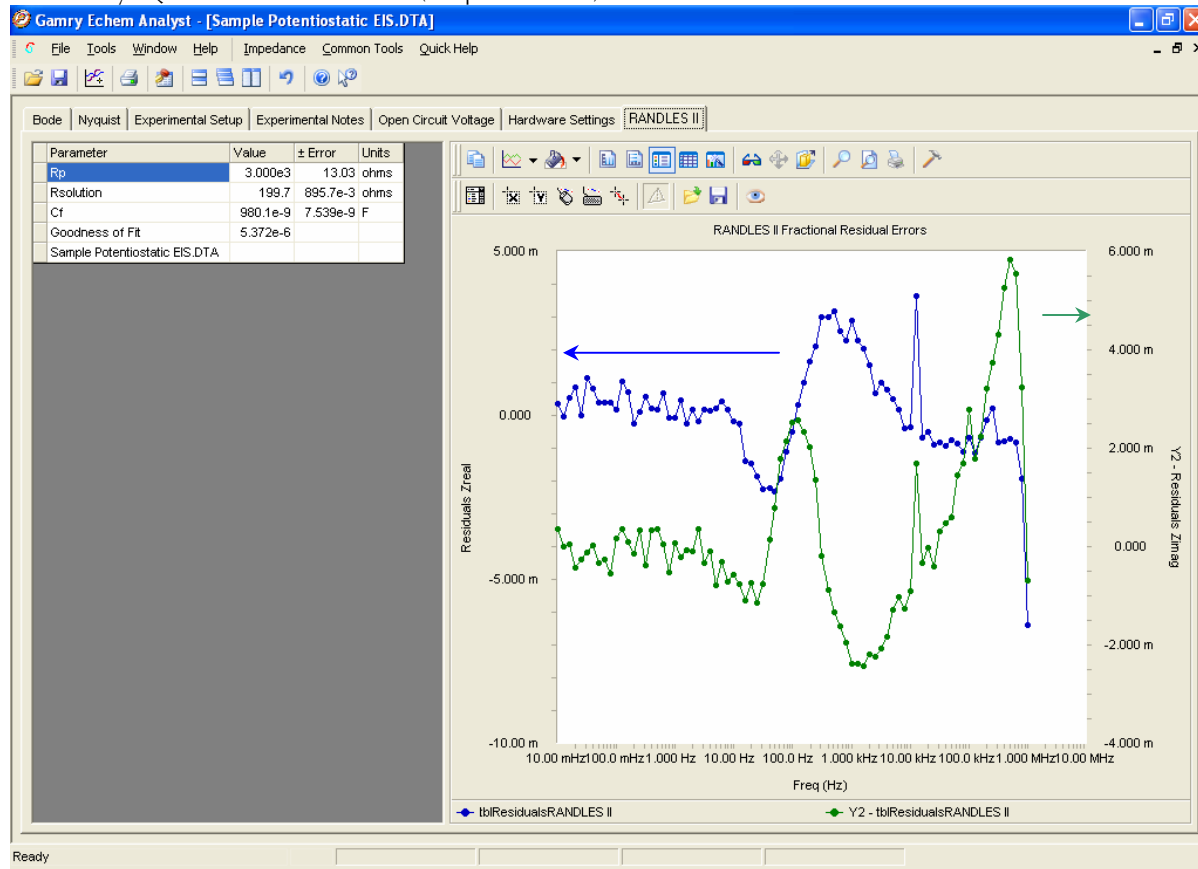 Gamry Echem Analyst - [Sample Potentiostatic EIS.DTA]
File Tools Window Help Impedance Common Tools Quick Help
Bode Nyquist Experimental Setup Experimental Notes Open Circuit Voltage Hardware Settings RANDLES II
Parameter Value ± Error Units
Rp 3.000e3 13.03 ohms
Rsolution 199.7 895.7e-3 ohms
Cf 980.1e-9 7.539e-9 F
Goodness of Fit 5.372e-6
Sample Potentiostatic EIS.DTA
RANDLES II Fractional Residual Errors
5.000 m
0.000
-5.000 m
-10.00 m
Residuals Zreal
6.000 m
4.000 m
2.000 m
0.000
-2.000 m
-4.000 m
Y2 - Residuals Zimag
10.00 mHz 100.0 mHz 1.000 Hz 10.00 Hz 100.0 Hz 1.000 kHz 10.00 kHz 100.0 kHz 1.000 MHz 10.00 MHz
Freq (Hz)
tblResidualsRANDLES II Y2 - tblResidualsRANDLES II
Ready